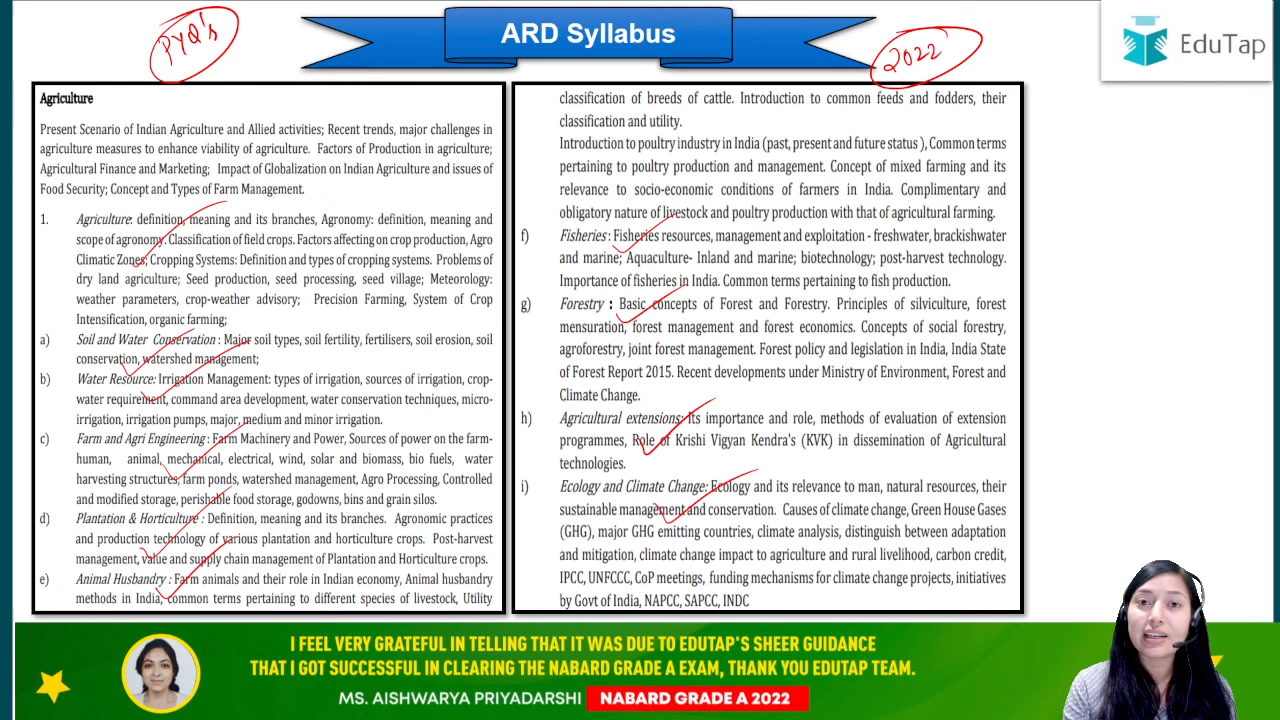 PYQ's
ARD Syllabus
2022
EduTap
Agriculture
Present Scenario of Indian Agriculture and Allied activities; Recent trends, major challenges in
agriculture measures to enhance viability of agriculture. Factors of Production in agriculture;
Agricultural Finance and Marketing; Impact of Globalization on Indian Agriculture and issues of
Food Security; Concept and Types of Farm Management.
1. Agriculture: definition, meaning and its branches, Agronomy: definition, meaning and
scope of agronomy. Classification of field crops. Factors affecting on crop production, Agro
Climatic Zones; Cropping Systems: Definition and types of cropping systems. Problems of
dry land agriculture; Seed production, seed processing, seed village; Meteorology:
weather parameters, crop-weather advisory; Precision Farming, System of Crop
Intensification, organic farming;
a) Soil and Water Conservation : Major soil types, soil fertility, fertilisers, soil erosion, soil
conservation, watershed management;
b) Water Resource: Irrigation Management: types of irrigation, sources of irrigation, crop-
water requirement, command area development, water conservation techniques, micro-
irrigation, irrigation pumps, major, medium and minor irrigation.
c) Farm and Agri Engineering : Farm Machinery and Power, Sources of power on the farm-
human, animal, mechanical, electrical, wind, solar and biomass, bio fuels, water
harvesting structures, farm ponds, watershed management, Agro Processing, Controlled
and modified storage, perishable food storage, godowns, bins and grain silos.
d) Plantation & Horticulture : Definition, meaning and its branches. Agronomic practices
and production technology of various plantation and horticulture crops. Post-harvest
management, value and supply chain management of Plantation and Horticulture crops.
e) Animal Husbandry : Farm animals and their role in Indian economy, Animal husbandry
methods in India, common terms pertaining to different species of livestock, Utility
classification of breeds of cattle. Introduction to common feeds and fodders, their
classification and utility.
Introduction to poultry industry in India (past, present and future status ), Common terms
pertaining to poultry production and management. Concept of mixed farming and its
relevance to socio-economic conditions of farmers in India. Complimentary and
obligatory nature of livestock and poultry production with that of agricultural farming.
f) Fisheries : Fisheries resources, management and exploitation - freshwater, brackishwater
and marine; Aquaculture- Inland and marine; biotechnology; post-harvest technology.
Importance of fisheries in India. Common terms pertaining to fish production.
g) Forestry : Basic concepts of Forest and Forestry. Principles of silviculture, forest
mensuration, forest management and forest economics. Concepts of social forestry,
agroforestry, joint forest management. Forest policy and legislation in India, India State
of Forest Report 2015. Recent developments under Ministry of Environment, Forest and
Climate Change.
h) Agricultural extensions: Its importance and role, methods of evaluation of extension
programmes, Role of Krishi Vigyan Kendra's (KVK) in dissemination of Agricultural
technologies.
i) Ecology and Climate Change: Ecology and its relevance to man, natural resources, their
sustainable management and conservation. Causes of climate change, Green House Gases
(GHG), major GHG emitting countries, climate analysis, distinguish between adaptation
and mitigation, climate change impact to agriculture and rural livelihood, carbon credit,
IPCC, UNFCCC, CoP meetings, funding mechanisms for climate change projects, initiatives
by Govt of India, NAPCC, SAPCC, INDC
I FEEL VERY GRATEFUL IN TELLING THAT IT WAS DUE TO EDUTAP'S SHEER GUIDANCE
THAT I GOT SUCCESSFUL IN CLEARING THE NABARD GRADE A EXAM, THANK YOU EDUTAP TEAM.
MS. AISHWARYA PRIYADARSHI NABARD GRADE A 2022